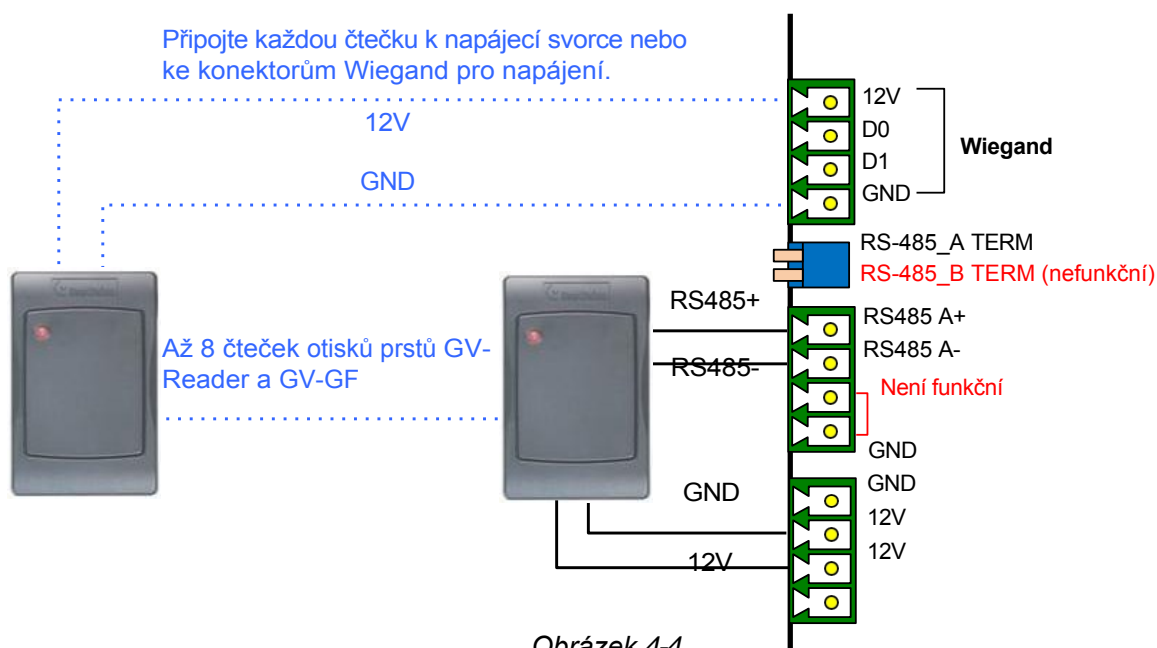 Připojte každou čtečku k napájecí svorce nebo
ke konektorům Wiegand pro napájení.
12V
GND
12V
D0
D1
GND
Wiegand
RS-485_A TERM
RS-485_B TERM (nefunkční)
RS485+
RS485-
RS485 A+
RS485 A-
Není funkční
GND
Až 8 čteček otisků prstů GV-
Reader a GV-GF
GND
12V
GND
12V
12V
Obrázek 4-4